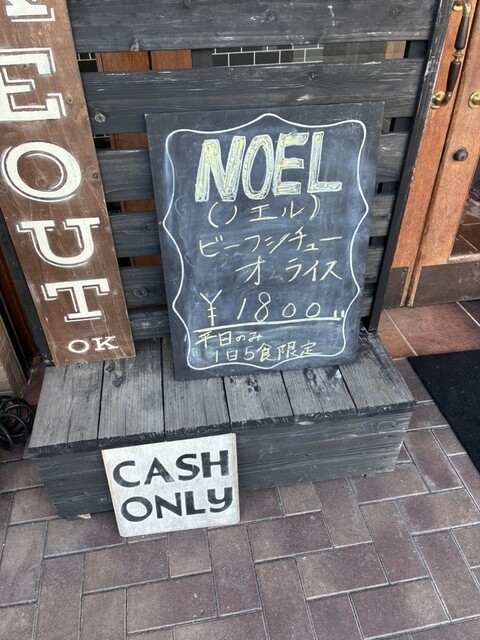 EOUT
OK
NOEL
(ノエル)
ビーフシチュー
オ ライス
¥1800
平日のみ
1日5食限定
CASH
ONLY